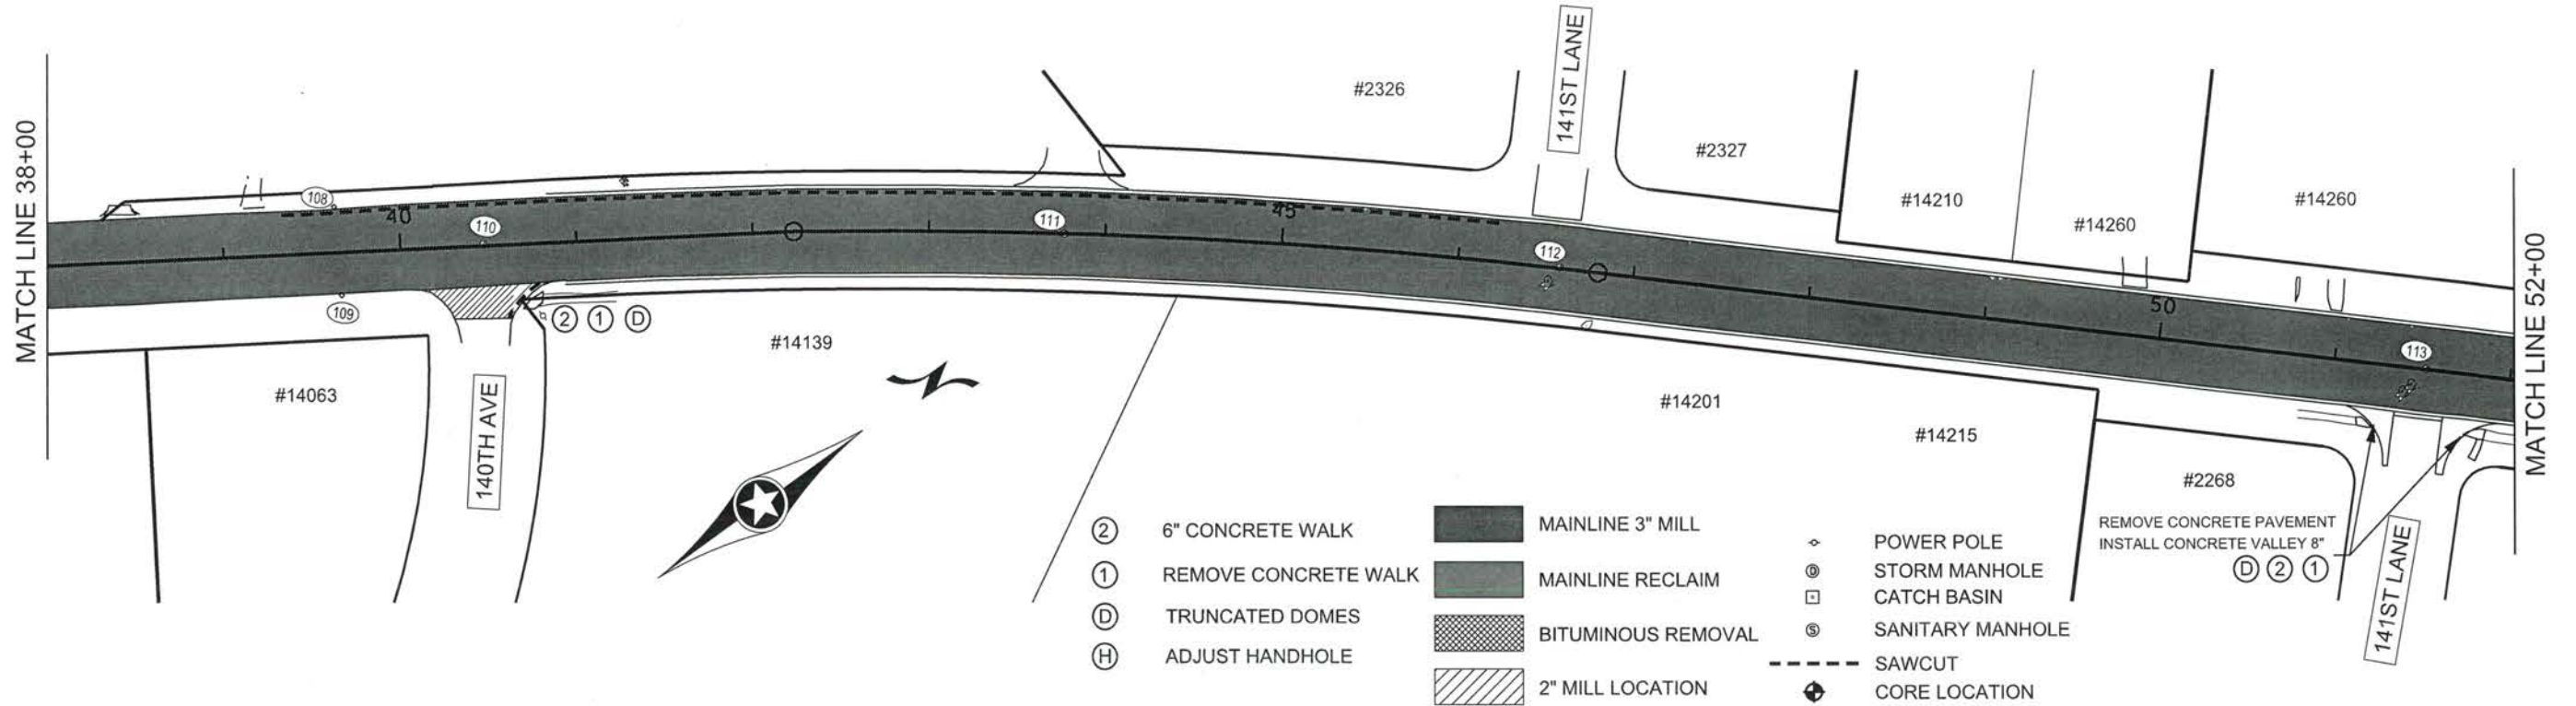 MATCH LINE 38+00
108
40
110
109
2 1 D
#14063
140TH AVE
#14139
111
#2326
45
141ST LANE
#2327
112
#14210
#14260
#14260
50
113
MATCH LINE 52+00
#14201
#14215
#2268
REMOVE CONCRETE PAVEMENT
INSTALL CONCRETE VALLEY 8"
D 2 1
141ST LANE
2 6" CONCRETE WALK
1 REMOVE CONCRETE WALK
D TRUNCATED DOMES
H ADJUST HANDHOLE
MAINLINE 3" MILL
MAINLINE RECLAIM
BITUMINOUS REMOVAL
2" MILL LOCATION
POWER POLE
D STORM MANHOLE
CATCH BASIN
S SANITARY MANHOLE
SAWCUT
CORE LOCATION